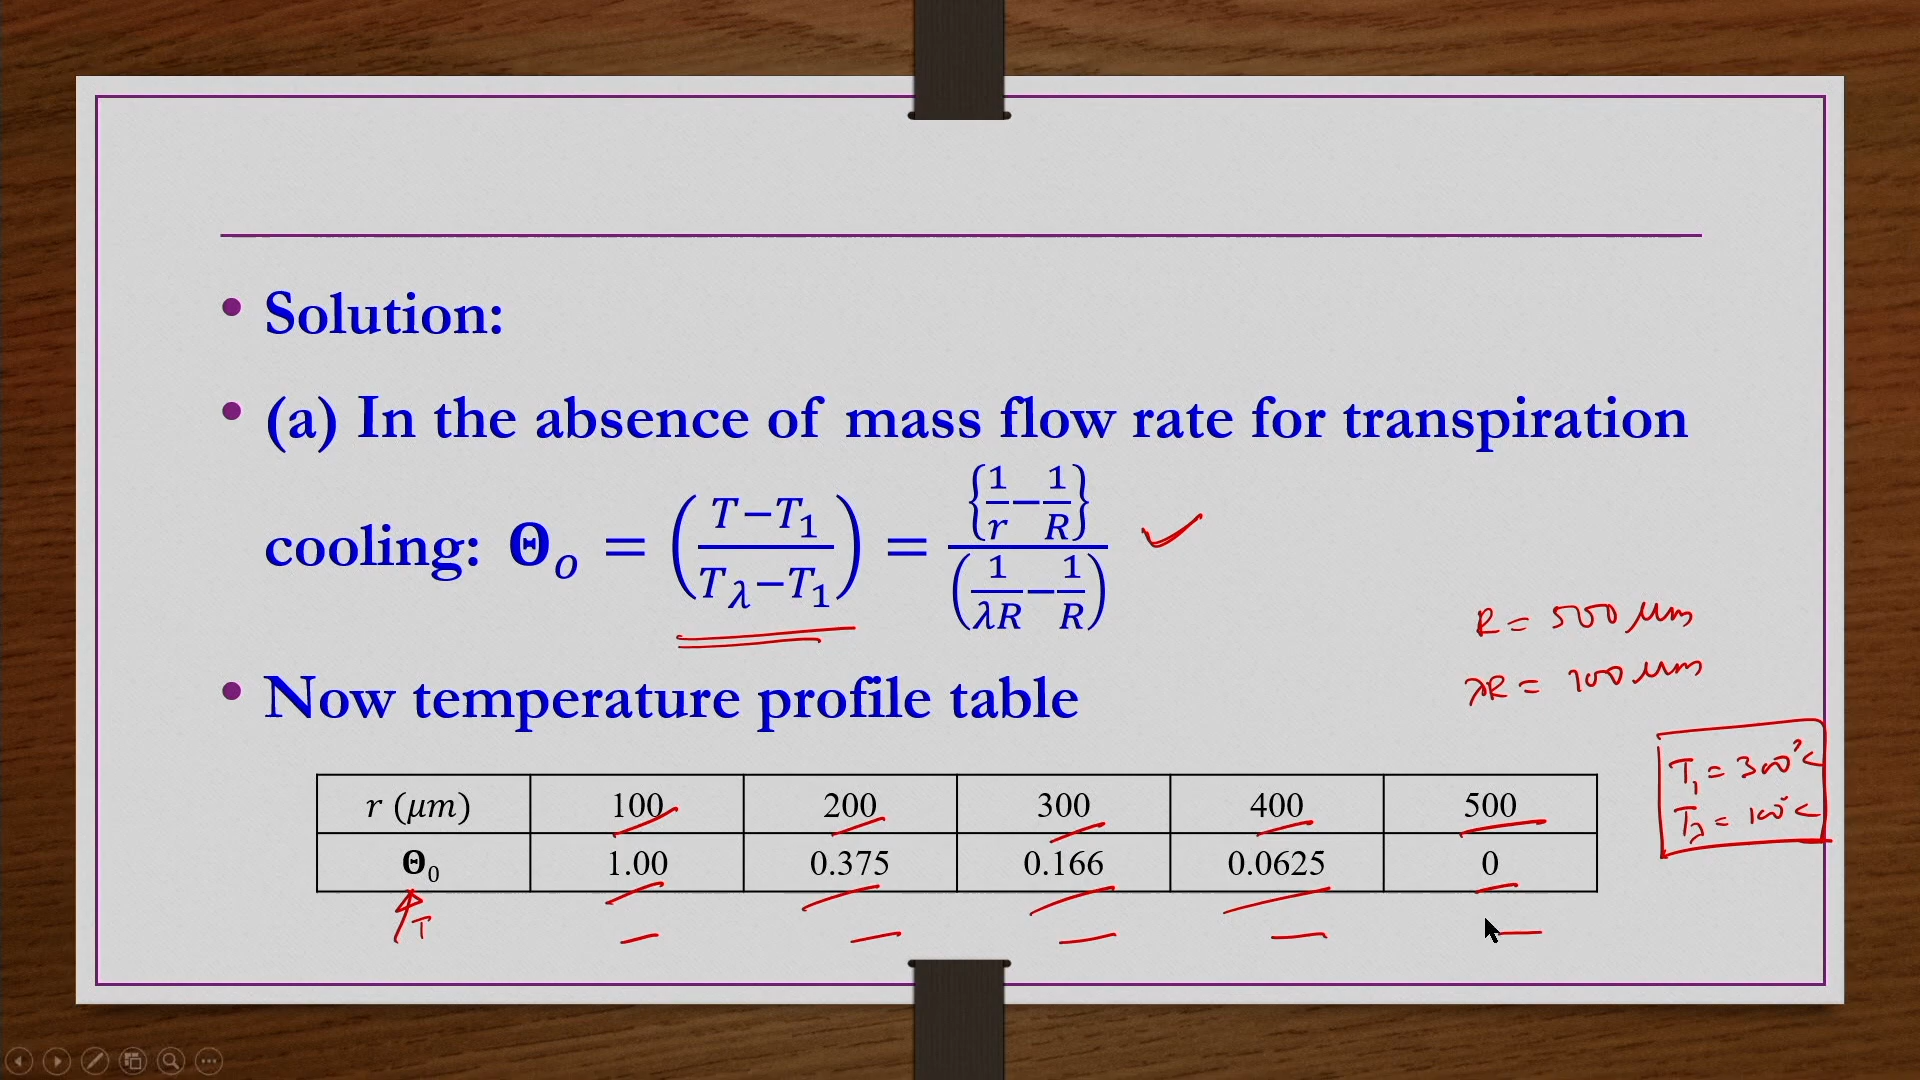 • Solution:
• (a) In the absence of mass flow rate for transpiration
cooling: Θ_o = ((T−T_1)/(T_λ−T_1)) = {1/r − 1/R}/(1/(λR) − 1/R)
R = 500 μm
λR = 100 μm
• Now temperature profile table
T_1 = 300°C
r (μm) 100 200 300 400 500
Θ_0 1.00 0.375 0.166 0.0625 0
T